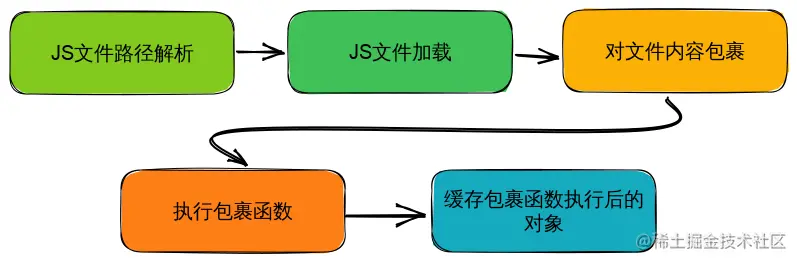 JS文件路径解析
JS文件加载
对文件内容包裹
执行包裹函数
缓存包裹函数执行后的
对象
@稀土掘金技术社区